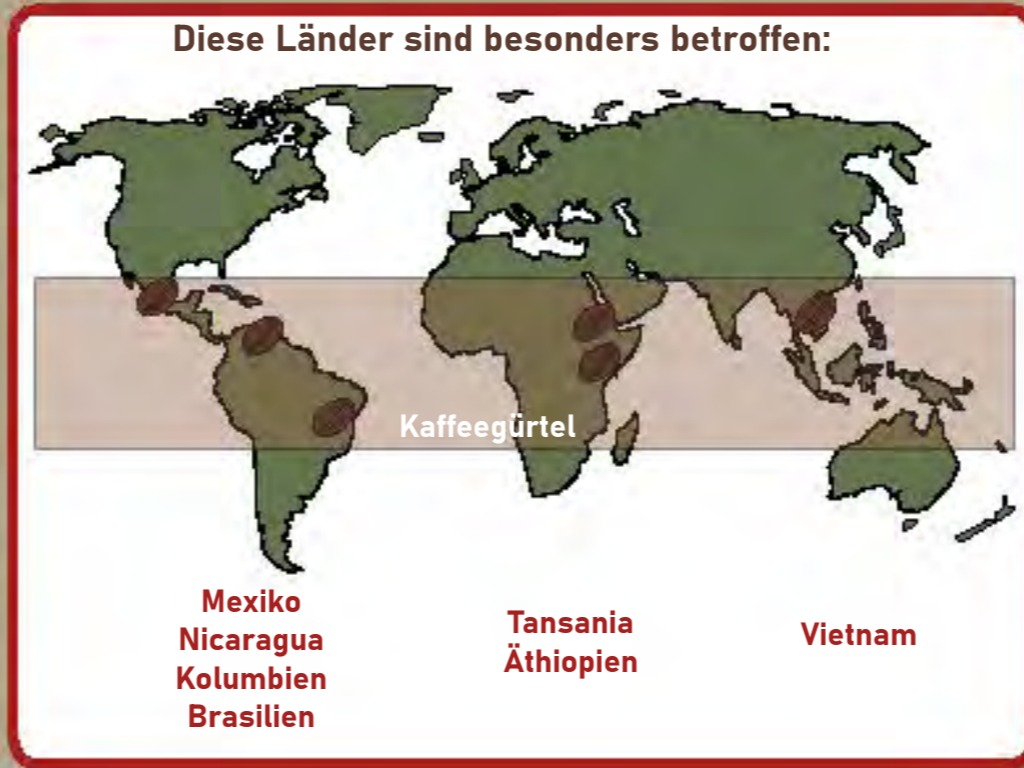 Diese Länder sind besonders betroffen:
Kaffeegürtel
Mexiko
Nicaragua
Kolumbien
Brasilien
Tansania
Äthiopien
Vietnam